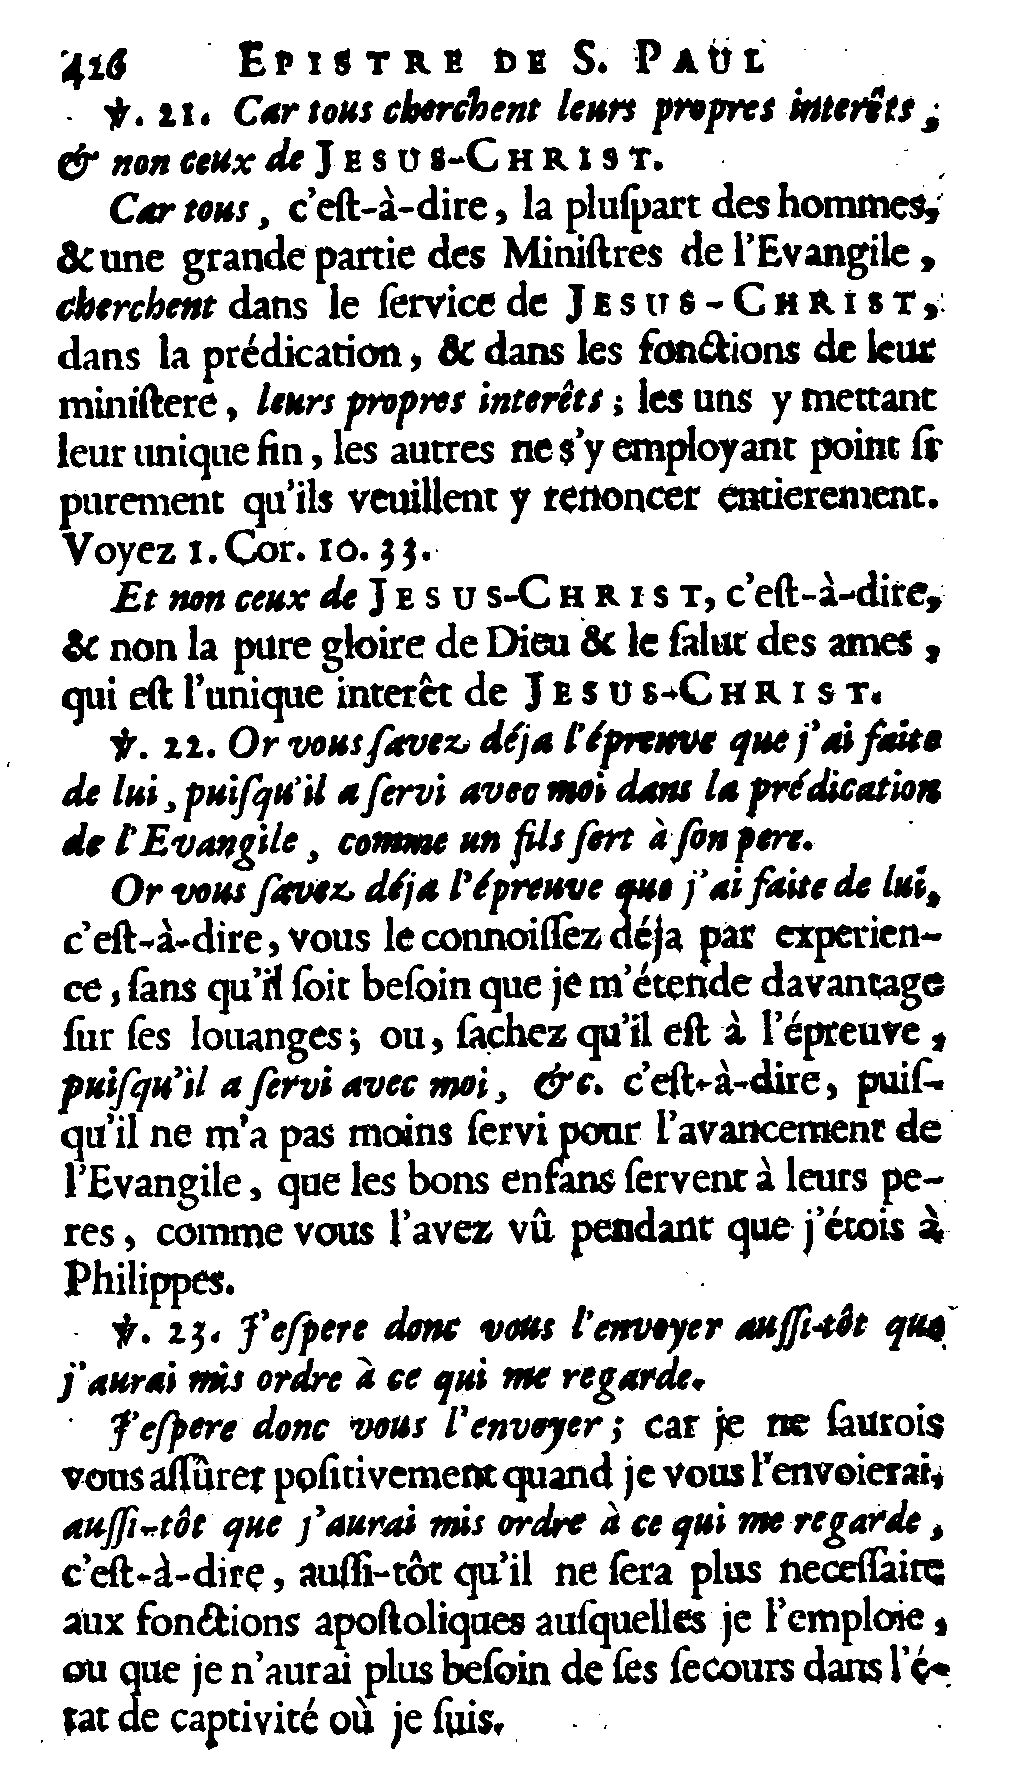 426 EPISTRE DE S. PAUL
℣. 21. Car tous cherchent leurs propres interêts,
& non ceux de JESUS-CHRIST.
Car tous, c'eſt-à-dire, la pluſpart des hommes,
& une grande partie des Miniſtres de l'Evangile,
cherchent dans le ſervice de JESUS-CHRIST,
dans la prédication, & dans les fonctions de leur
miniſtere, leurs propres interêts; les uns y mettant
leur unique fin, les autres ne s'y employant point ſi
purement qu'ils veuillent y renoncer entierement.
Voyez 1. Cor. 10. 33.
Et non ceux de JESUS-CHRIST, c'eſt-à-dire,
& non la pure gloire de Dieu & le ſalut des ames,
qui eſt l'unique interêt de JESUS-CHRIST.
℣. 22. Or vous ſavez déja l'épreuve que j'ai faite
de lui, puiſqu'il a ſervi avec moi dans la prédication
de l'Evangile, comme un fils ſert à ſon pere.
Or vous ſavez déja l'épreuve que j'ai faite de lui,
c'eſt-à-dire, vous le connoiſſez déja par experien-
ce, ſans qu'il ſoit beſoin que je m'étende davantage
ſur ſes louanges; ou, ſachez qu'il eſt à l'épreuve,
puiſqu'il a ſervi avec moi, &c. c'eſt-à-dire, puiſ-
qu'il ne m'a pas moins ſervi pour l'avancement de
l'Evangile, que les bons enfans ſervent à leurs pe-
res, comme vous l'avez vû pendant que j'étois à
Philippes.
℣. 23. J'eſpere donc vous l'envoyer auſſi-tôt que
j'aurai mis ordre à ce qui me regarde.
J'eſpere donc vous l'envoyer; car je ne ſaurois
vous aſſûrer poſitivement quand je vous l'envoierai,
auſſi-tôt que j'aurai mis ordre à ce qui me regarde,
c'eſt-à-dire, auſſi-tôt qu'il ne ſera plus neceſſaire
aux fonctions apoſtoliques auſquelles je l'emploie,
ou que je n'aurai plus beſoin de ſes ſecours dans l'é-
tat de captivité où je ſuis.